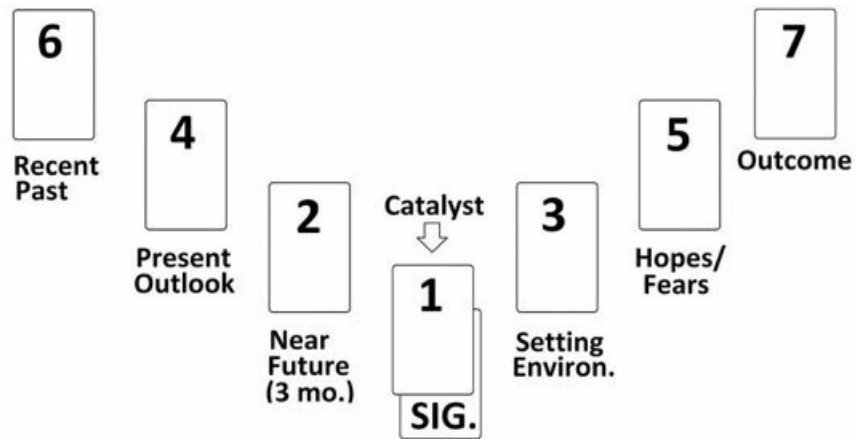 6
7
4
5
Recent
Past
Outcome
2
Catalyst
3
Present
Outlook
Hopes/
Fears
1
Near
Future
(3 mo.)
Setting
Environ.
SIG.